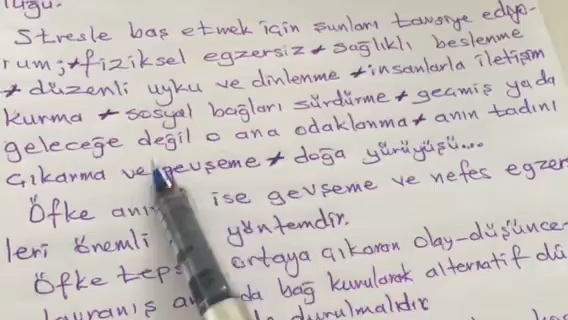 luğu.
Stresle baş etmek için şunları tavsiye ediyo-
rum;*fiziksel egzersiz*sağlıklı beslenme
*düzenli uyku ve dinlenme *insanlarla iletişim
kurma * sosyal bağları sürdürme * geçmiş yada
geleceğe değil o ana odaklanma * anın tadını
çıkarma ve gevşeme * doğa yürüyüşü...
Öfke ise gevşeme ve nefes egzer
leri önemli yöntemdir.
Öfke ortaya çıkaran olay-düşünce-
da bağ kurularak alternatif dü
durulmalıdır